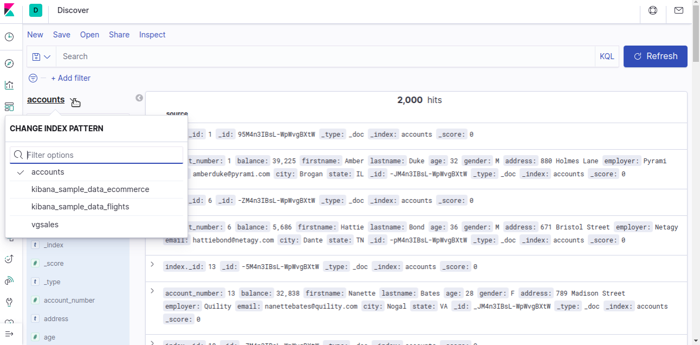 D Discover
New Save Open Share Inspect
Search KQL Refresh
+ Add filter
accounts
2,000 hits
CHANGE INDEX PATTERN
Filter options
accounts
kibana_sample_data_ecommerce
kibana_sample_data_flights
vgsales
_index
_score
_type
account_number
address
age
_id: 1 _id: 95M4n3IBsL-WpWvgBXtW _type: _doc _index: accounts _score: 0
t_number: 1 balance: 39,225 firstname: Amber lastname: Duke age: 32 gender: M address: 880 Holmes Lane employer: Pyrami
amberduke@pyrami.com city: Brogan state: IL _id: -JM4n3IBsL-WpWvgBXtW _type: _doc _index: accounts _score: 0
_id: 6 _id: -ZM4n3IBsL-WpWvgBXtW _type: _doc _index: accounts _score: 0
t_number: 6 balance: 5,686 firstname: Hattie lastname: Bond age: 36 gender: M address: 671 Bristol Street employer: Netagy
email: hattiebond@netagy.com city: Dante state: TN _id: -pM4n3IBsL-WpWvgBXtW _type: _doc _index: accounts _score: 0
index._id: 13 _id: -5M4n3IBsL-WpWvgBXtW _type: _doc _index: accounts _score: 0
account_number: 13 balance: 32,838 firstname: Nanette lastname: Bates age: 28 gender: F address: 789 Madison Street
employer: Quility email: nanettebates@quility.com city: Nogal state: VA _id: _JM4n3IBsL-WpWvgBXtW _type: _doc _index: accounts
_score: 0